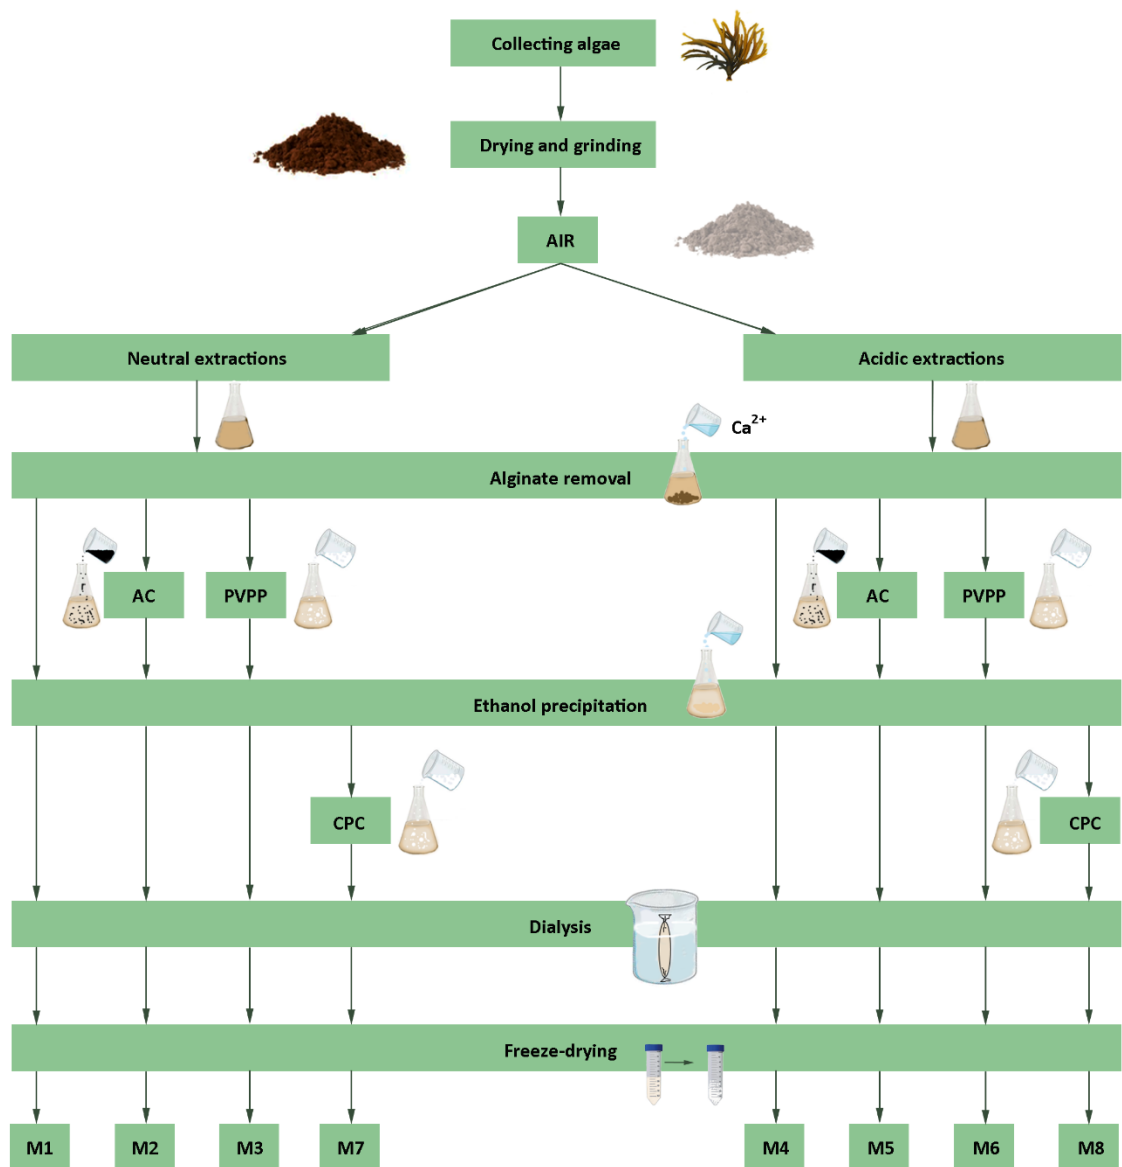 Collecting algae
Drying and grinding
AIR
Neutral extractions
Acidic extractions
Ca2+
Alginate removal
AC
PVPP
AC
PVPP
Ethanol precipitation
CPC
CPC
Dialysis
Freeze-drying
M1
M2
M3
M7
M4
M5
M6
M8